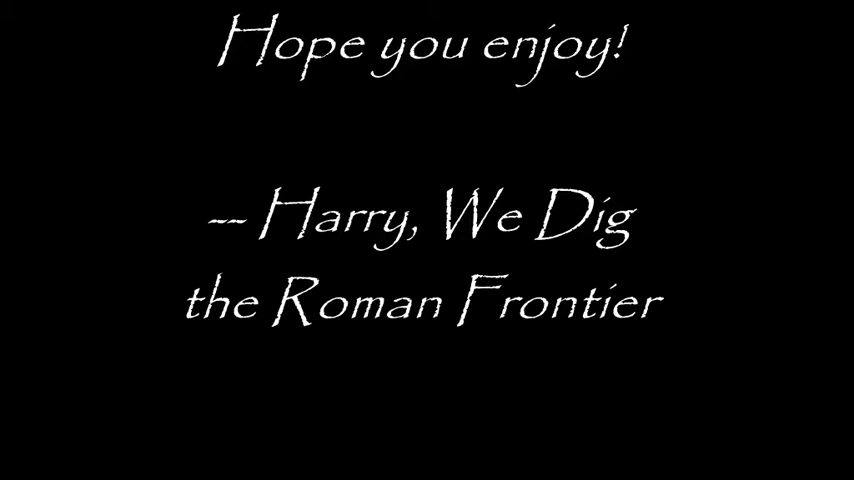 Hope you enjoy!
-- Harry, We Dig
the Roman Frontier